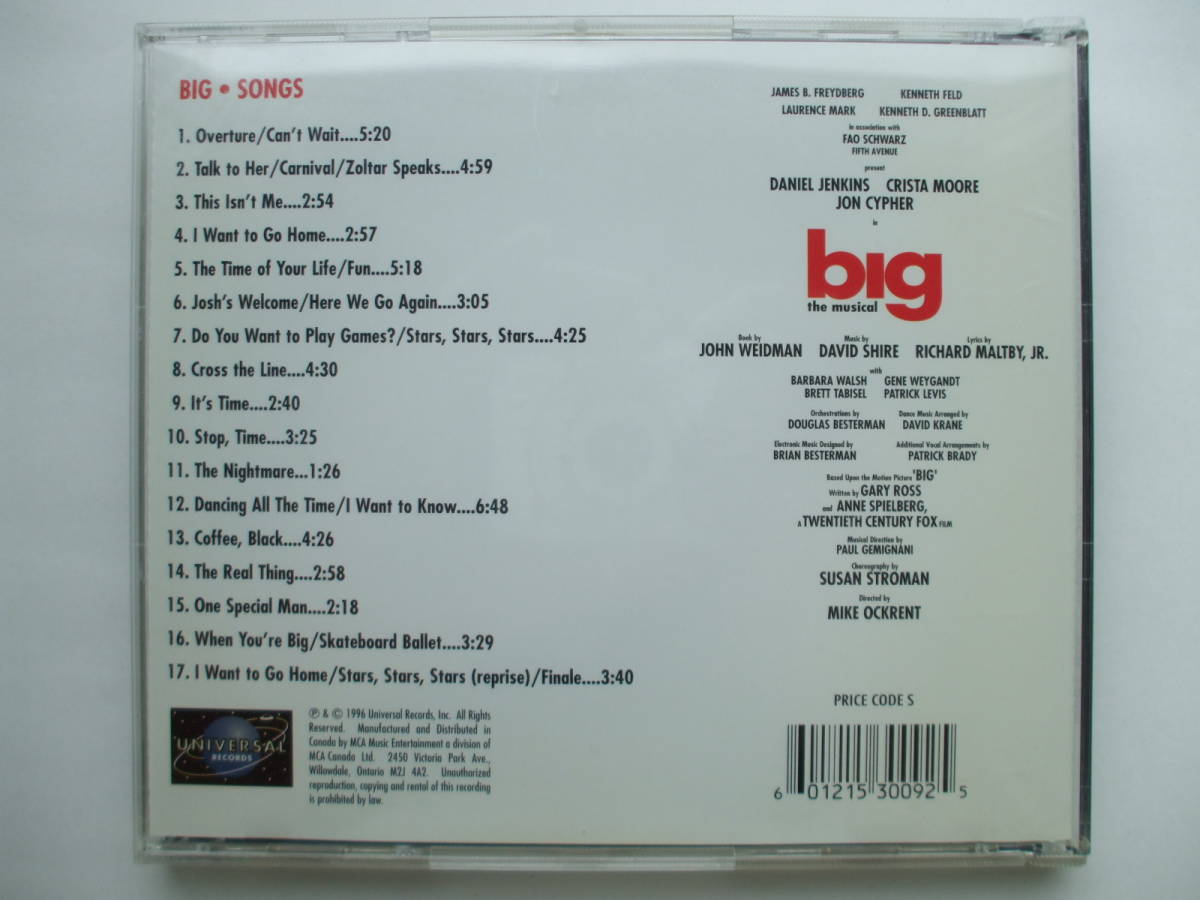 BIG • SONGS
1. Overture/Can't Wait....5:20
2. Talk to Her/Carnival/Zoltar Speaks....4:59
3. This Isn't Me....2:54
4. I Want to Go Home....2:57
5. The Time of Your Life/Fun....5:18
6. Josh's Welcome/Here We Go Again....3:05
7. Do You Want to Play Games?/Stars, Stars, Stars....4:25
8. Cross the Line....4:30
9. It's Time....2:40
10. Stop, Time....3:25
11. The Nightmare...1:26
12. Dancing All The Time/I Want to Know....6:48
13. Coffee, Black....4:26
14. The Real Thing....2:58
15. One Special Man....2:18
16. When You're Big/Skateboard Ballet....3:29
17. I Want to Go Home/Stars, Stars, Stars (reprise)/Finale....3:40
UNIVERSAL
RECORDS
℗ & © 1996 Universal Records, Inc. All Rights
Reserved. Manufactured and Distributed in
Canada by MCA Music Entertainment a division of
MCA Canada Ltd. 2450 Victoria Park Ave.,
Willowdale, Ontario M2J 4A2. Unauthorized
reproduction, copying and rental of this recording
is prohibited by law.
JAMES B. FREYDBERG KENNETH FELD
LAURENCE MARK KENNETH D. GREENBLATT
in association with
FAO SCHWARZ
FIFTH AVENUE
present
DANIEL JENKINS CRISTA MOORE
JON CYPHER
in
big
the musical
Book by Music by Lyrics by
JOHN WEIDMAN DAVID SHIRE RICHARD MALTBY, JR.
with
BARBARA WALSH GENE WEYGANDT
BRETT TABISEL PATRICK LEVIS
Orchestrations by Dance Music Arranged by
DOUGLAS BESTERMAN DAVID KRANE
Electronic Music Designed by Additional Vocal Arrangements by
BRIAN BESTERMAN PATRICK BRADY
Based Upon the Motion Picture 'BIG'
Written by GARY ROSS
and ANNE SPIELBERG,
A TWENTIETH CENTURY FOX FILM
Musical Direction by
PAUL GEMIGNANI
Choreography by
SUSAN STROMAN
Directed by
MIKE OCKRENT
PRICE CODE S
6 01215 30092 5